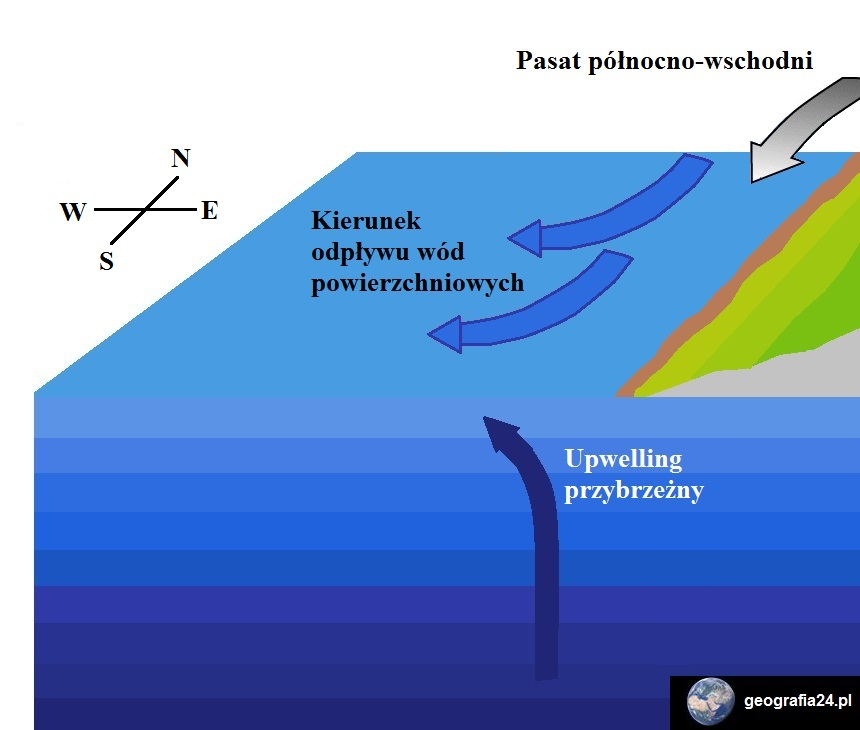 Pasat północno-wschodni
N
W
E
S
Kierunek
odpływu wód
powierzchniowych
Upwelling
przybrzeżny
geografia24.pl